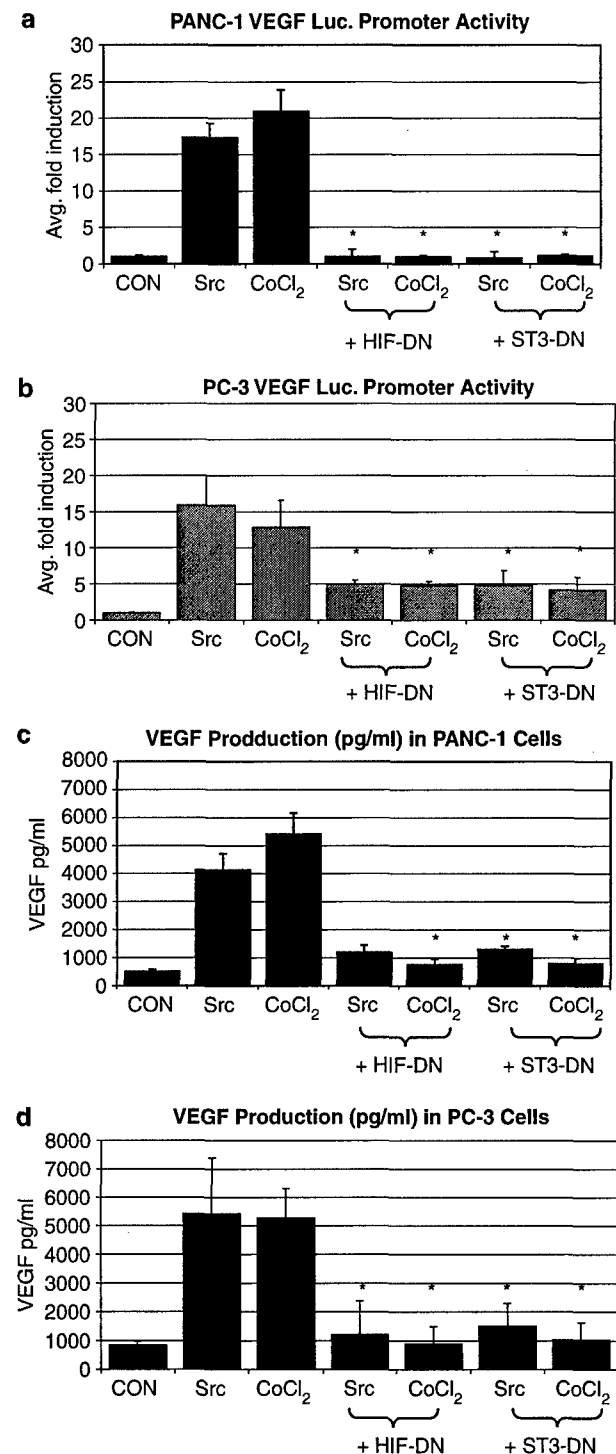 a
PANC-1 VEGF Luc. Promoter Activity
Avg. fold induction
30
25
20
15
10
5
0
CON Src CoCl₂ Src CoCl₂ Src CoCl₂
* * * *
+ HIF-DN + ST3-DN
b
PC-3 VEGF Luc. Promoter Activity
Avg. fold induction
30
25
20
15
10
5
0
CON Src CoCl₂ Src CoCl₂ Src CoCl₂
* * * *
+ HIF-DN + ST3-DN
c
VEGF Prodduction (pg/ml) in PANC-1 Cells
VEGF pg/ml
8000
7000
6000
5000
4000
3000
2000
1000
0
CON Src CoCl₂ Src CoCl₂ Src CoCl₂
* * *
+ HIF-DN + ST3-DN
d
VEGF Production (pg/ml) in PC-3 Cells
VEGF pg/ml
8000
7000
6000
5000
4000
3000
2000
1000
0
CON Src CoCl₂ Src CoCl₂ Src CoCl₂
* * * *
+ HIF-DN + ST3-DN